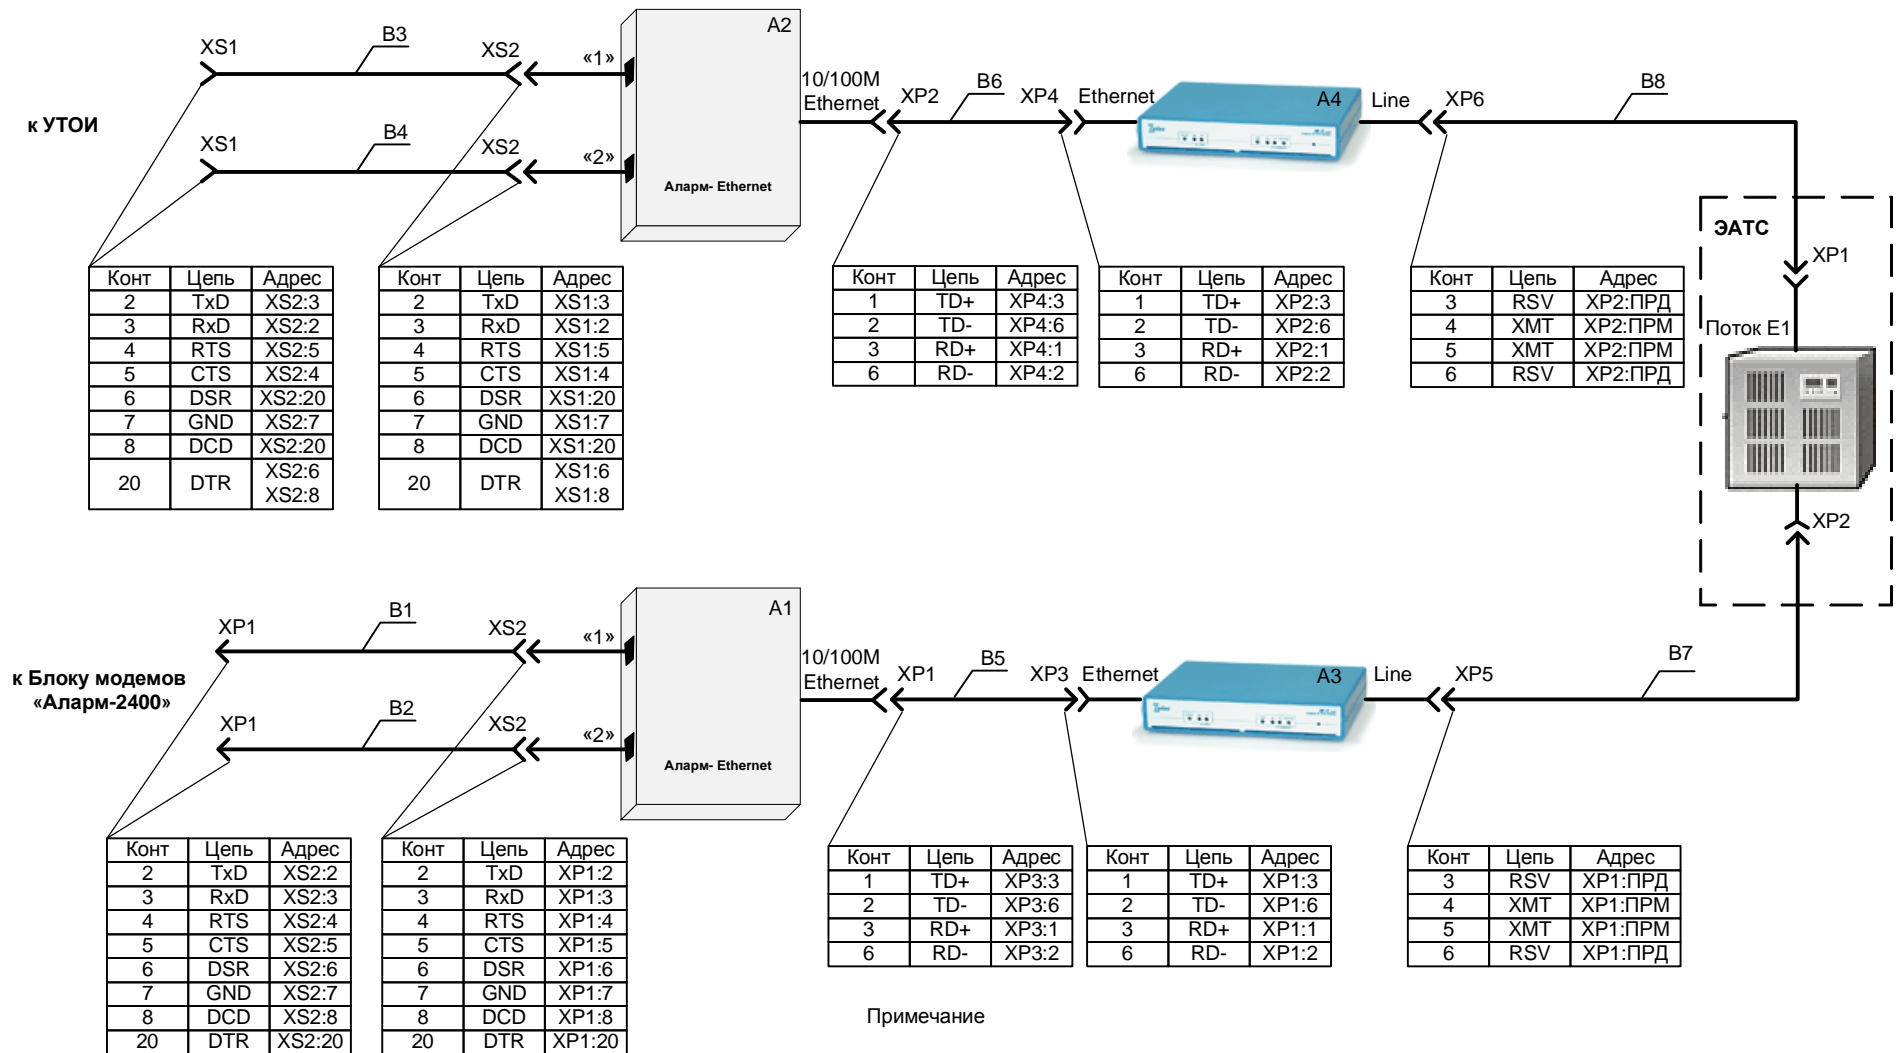 XS1
B3
XS2
«1»
A2
10/100M
Ethernet
XP2
B6
XP4
Ethernet
A4
Line
XP6
B8
к УТОИ
XS1
B4
XS2
«2»
Аларм- Ethernet
ЭАТС
XP1
Поток E1
XP2
Конт Цепь Адрес
2 TxD XS2:3
3 RxD XS2:2
4 RTS XS2:5
5 CTS XS2:4
6 DSR XS2:20
7 GND XS2:7
8 DCD XS2:20
20 DTR XS2:6
XS2:8
Конт Цепь Адрес
2 TxD XS1:3
3 RxD XS1:2
4 RTS XS1:5
5 CTS XS1:4
6 DSR XS1:20
7 GND XS1:7
8 DCD XS1:20
20 DTR XS1:6
XS1:8
Конт Цепь Адрес
1 TD+ XP4:3
2 TD- XP4:6
3 RD+ XP4:1
6 RD- XP4:2
Конт Цепь Адрес
1 TD+ XP2:3
2 TD- XP2:6
3 RD+ XP2:1
6 RD- XP2:2
Конт Цепь Адрес
3 RSV XP2:ПРД
4 XMT XP2:ПРМ
5 XMT XP2:ПРМ
6 RSV XP2:ПРД
XP1
B1
XS2
«1»
A1
10/100M
Ethernet
XP1
B5
XP3
Ethernet
A3
Line
XP5
B7
к Блоку модемов
«Аларм-2400»
XP1
B2
XS2
«2»
Аларм- Ethernet
Конт Цепь Адрес
2 TxD XS2:2
3 RxD XS2:3
4 RTS XS2:4
5 CTS XS2:5
6 DSR XS2:6
7 GND XS2:7
8 DCD XS2:8
20 DTR XS2:20
Конт Цепь Адрес
2 TxD XP1:2
3 RxD XP1:3
4 RTS XP1:4
5 CTS XP1:5
6 DSR XP1:6
7 GND XP1:7
8 DCD XP1:8
20 DTR XP1:20
Конт Цепь Адрес
1 TD+ XP3:3
2 TD- XP3:6
3 RD+ XP3:1
6 RD- XP3:2
Конт Цепь Адрес
1 TD+ XP1:3
2 TD- XP1:6
3 RD+ XP1:1
6 RD- XP1:2
Конт Цепь Адрес
3 RSV XP1:ПРД
4 XMT XP1:ПРМ
5 XMT XP1:ПРМ
6 RSV XP1:ПРД
Примечание